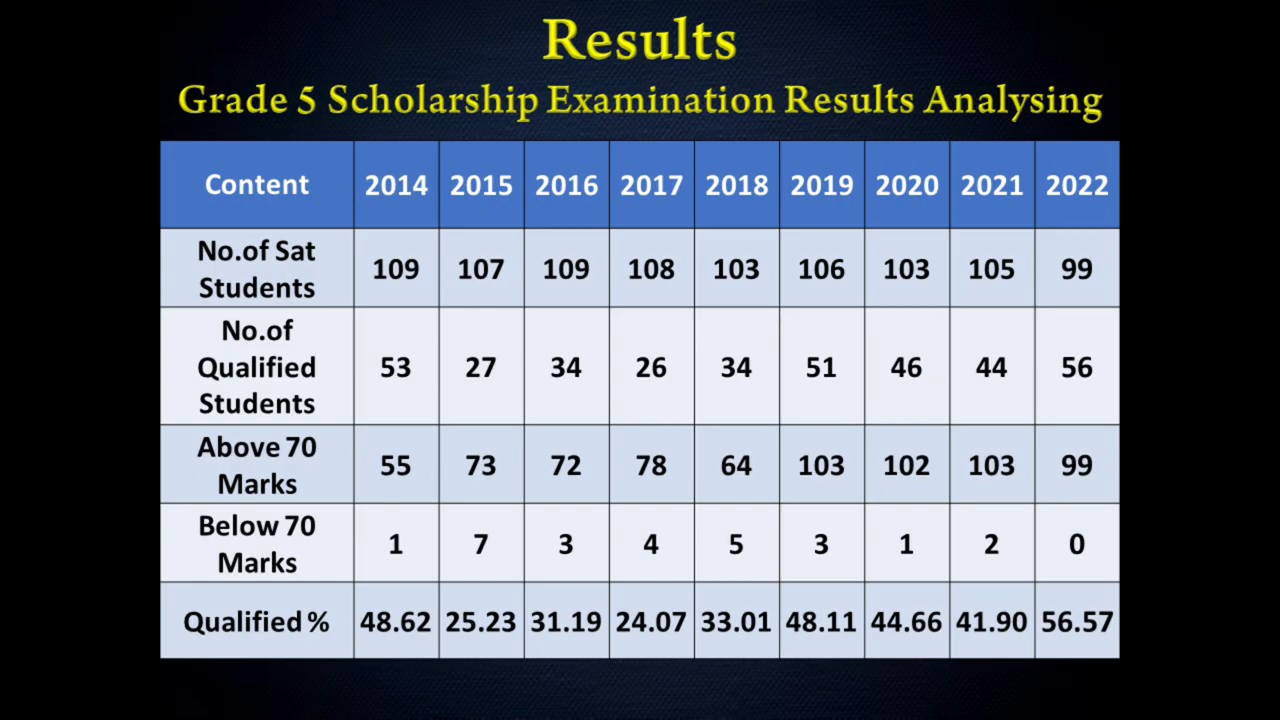 Results
Grade 5 Scholarship Examination Results Analysing
Content 2014 2015 2016 2017 2018 2019 2020 2021 2022
No.of Sat
Students 109 107 109 108 103 106 103 105 99
No.of
Qualified
Students 53 27 34 26 34 51 46 44 56
Above 70
Marks 55 73 72 78 64 103 102 103 99
Below 70
Marks 1 7 3 4 5 3 1 2 0
Qualified % 48.62 25.23 31.19 24.07 33.01 48.11 44.66 41.90 56.57